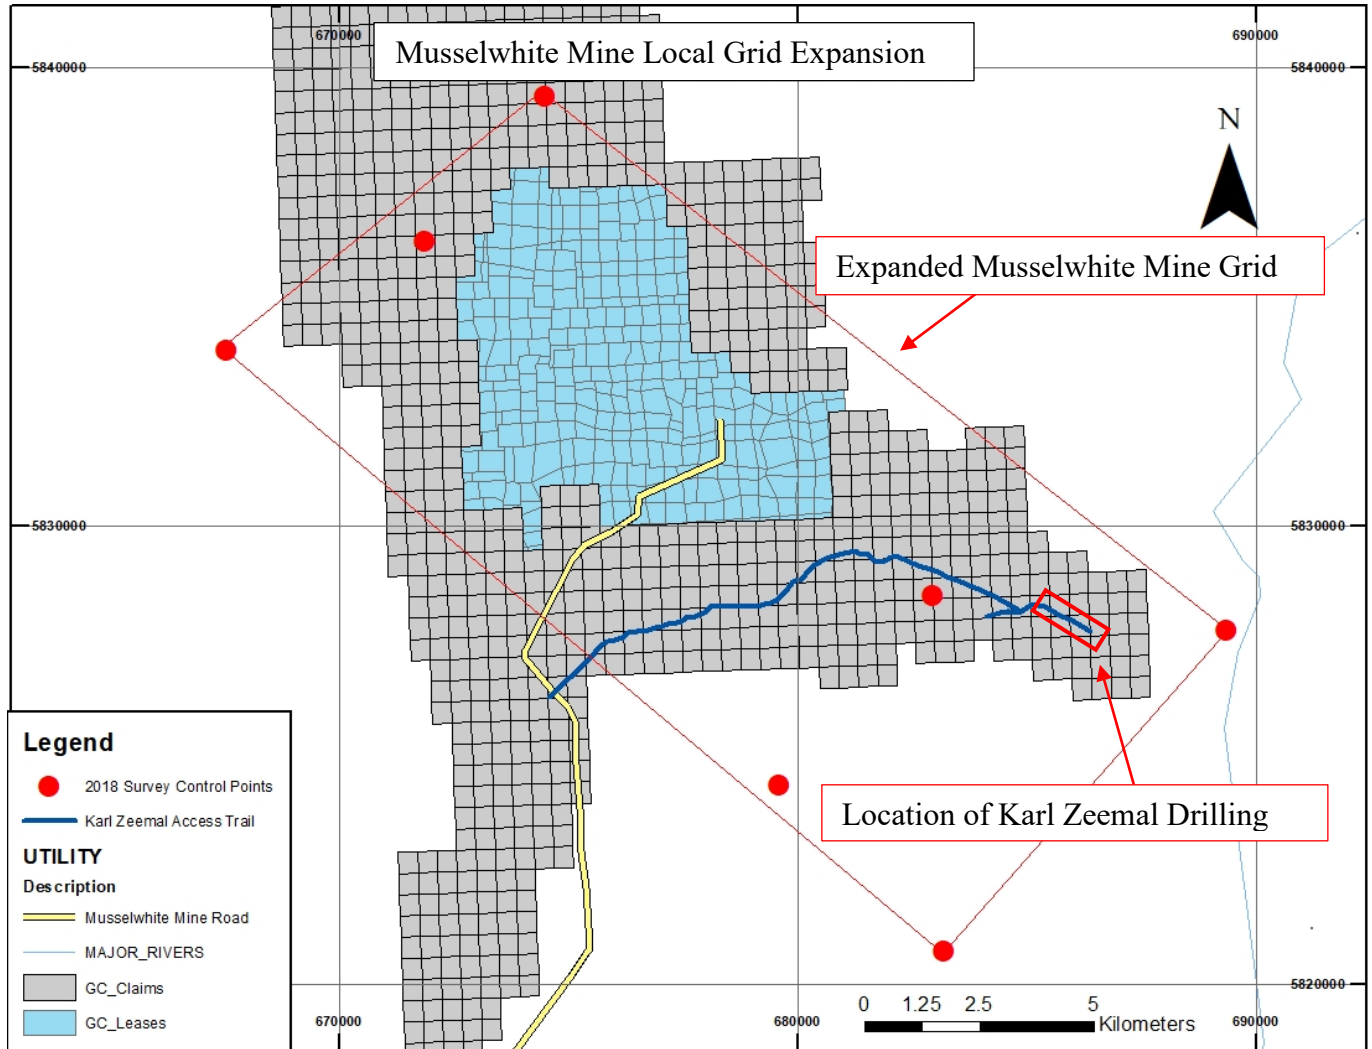 670000
690000
Musselwhite Mine Local Grid Expansion
5840000
5840000
N
Expanded Musselwhite Mine Grid
5830000
5830000
Location of Karl Zeemal Drilling
Legend
2018 Survey Control Points
Karl Zeemal Access Trail
UTILITY
Description
Musselwhite Mine Road
MAJOR_RIVERS
GC_Claims
GC_Leases
5820000
0 1.25 2.5 5
Kilometers
670000
680000
690000